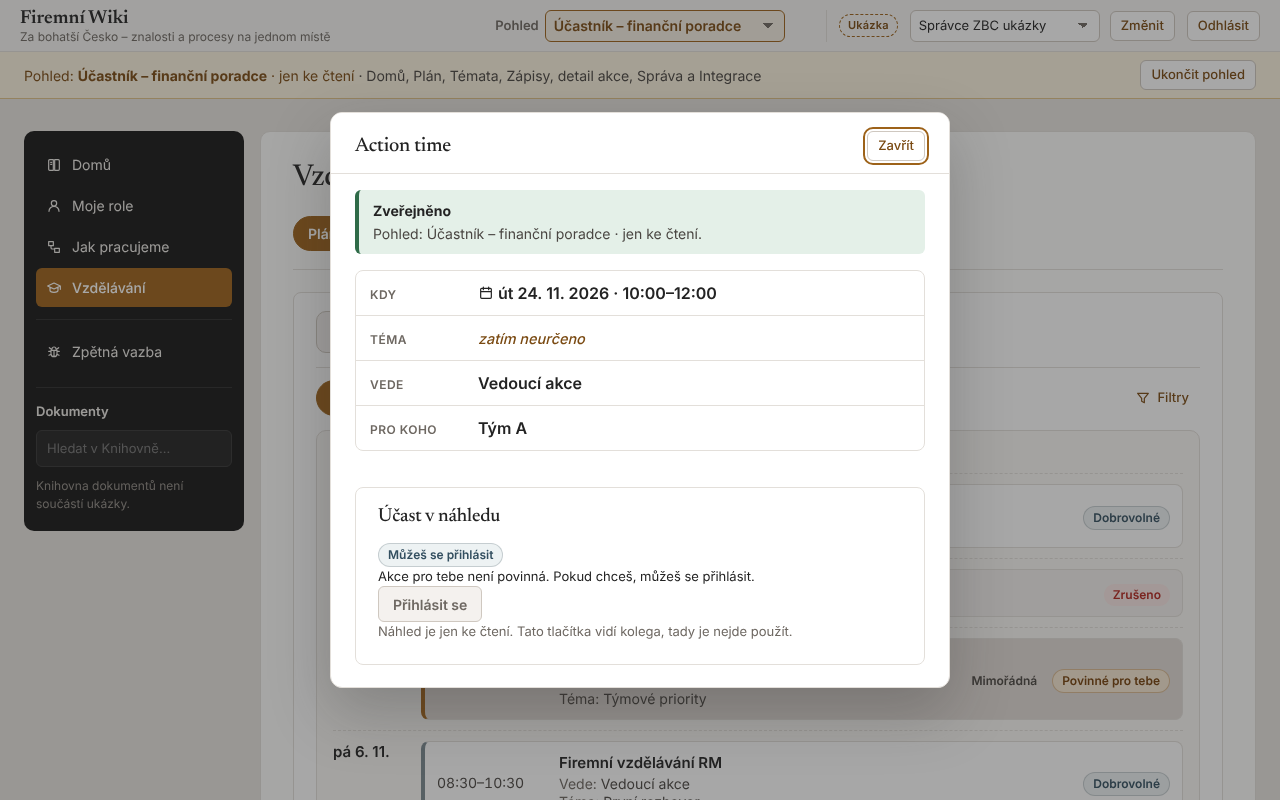 Firemní Wiki
Za bohatší Česko – znalosti a procesy na jednom místě
Pohled
Účastník – finanční poradce
Ukázka
Správce ZBC ukázky
Změnit
Odhlásit
Pohled: Účastník – finanční poradce · jen ke čtení · Domů, Plán, Témata, Zápisy, detail akce, Správa a Integrace
Ukončit pohled
Domů
Moje role
Jak pracujeme
Vzdělávání
Zpětná vazba
Dokumenty
Hledat v Knihovně…
Knihovna dokumentů není
součástí ukázky.
Action time
Zavřít
Zveřejněno
Pohled: Účastník – finanční poradce · jen ke čtení.
KDY
út 24. 11. 2026 · 10:00–12:00
TÉMA
zatím neurčeno
VEDE
Vedoucí akce
PRO KOHO
Tým A
Účast v náhledu
Můžeš se přihlásit
Akce pro tebe není povinná. Pokud chceš, můžeš se přihlásit.
Přihlásit se
Náhled je jen ke čtení. Tato tlačítka vidí kolega, tady je nejde použít.
Filtry
Dobrovolné
Zrušeno
Mimořádná
Povinné pro tebe
Téma: Týmové priority
pá 6. 11.
08:30–10:30
Firemní vzdělávání RM
Vede: Vedoucí akce
Dobrovolné